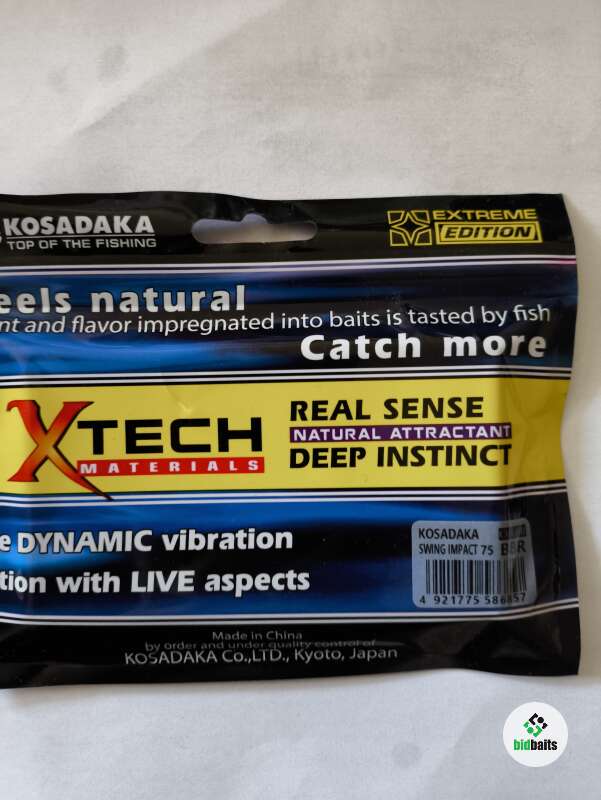 KOSADAKA
TOP OF THE FISHING
EXTREME
EDITION
eels natural
nt and flavor impregnated into baits is tasted by fish
Catch more
XTECH
MATERIALS
REAL SENSE
NATURAL ATTRACTANT
DEEP INSTINCT
e DYNAMIC vibration
tion with LIVE aspects
KOSADAKA
SWING IMPACT 75 BBR
4 921775 586857
Made in China
by order and under quality control of
KOSADAKA Co.,LTD., Kyoto, Japan
bidbaits